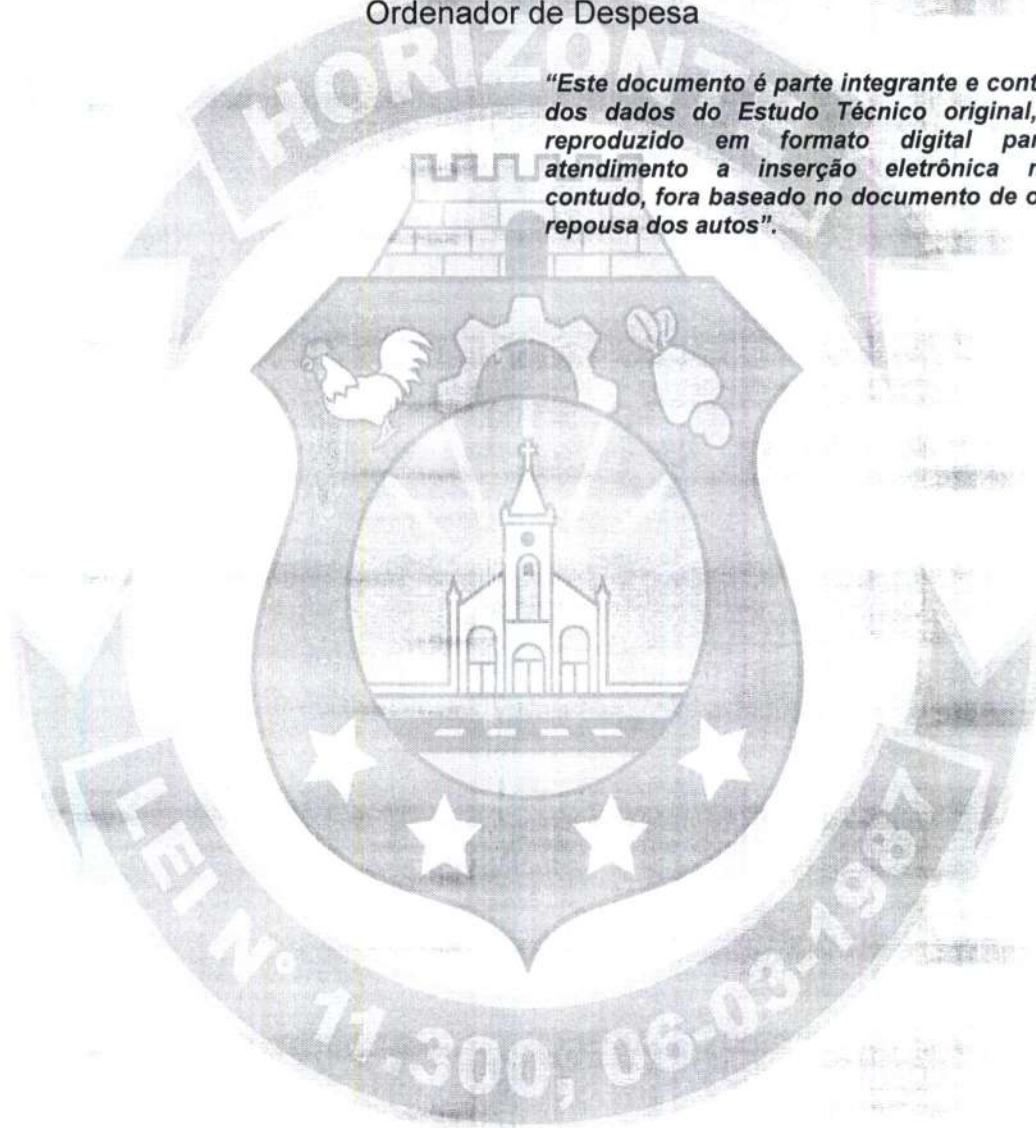 Ordenador de Despesa
HORIZON
“Este documento é parte integrante e cont
dos dados do Estudo Técnico original,
reproduzido em formato digital par
atendimento a inserção eletrônica
contudo, fora baseado no documento de o
repousa dos autos”.
LEI Nº 11.300, 06-03-1987